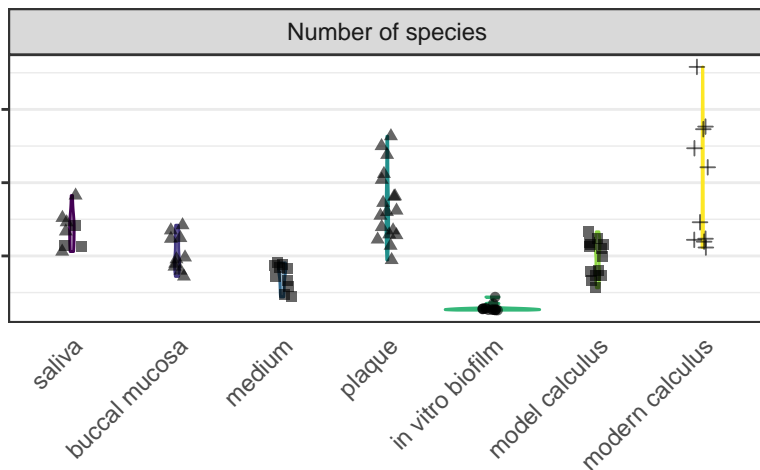 Number of species
saliva
buccal mucosa
medium
plaque
in vitro biofilm
model calculus
modern calculus